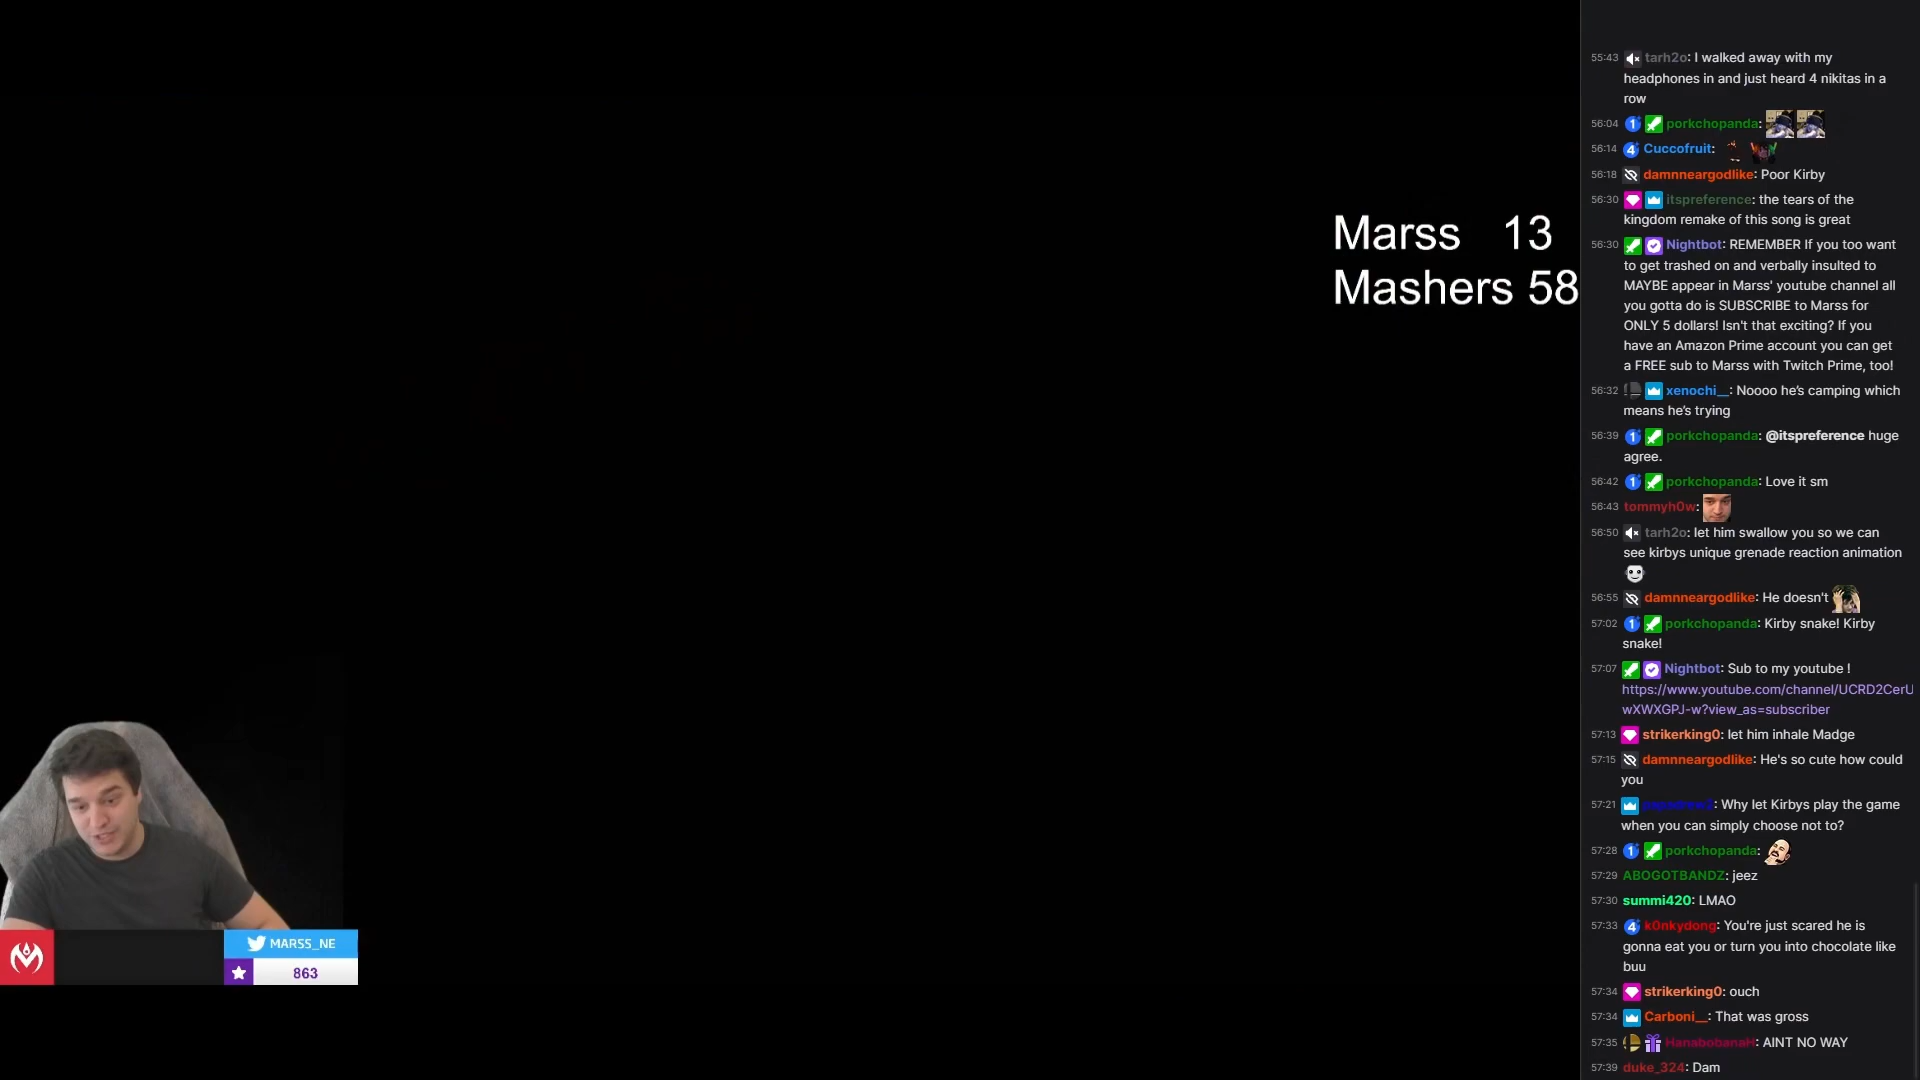 Marss 13
Mashers 58
MARSS_NE
863
55:43 tarh2o: I walked away with my
headphones in and just heard 4 nikitas in a
row
56:04 1 porkchopanda:
56:14 4 Cuccofruit:
56:18 damnneargodlike: Poor Kirby
56:30 itspreference: the tears of the
kingdom remake of this song is great
56:30 Nightbot: REMEMBER If you too want
to get trashed on and verbally insulted to
MAYBE appear in Marss' youtube channel all
you gotta do is SUBSCRIBE to Marss for
ONLY 5 dollars! Isn't that exciting? If you
have an Amazon Prime account you can get
a FREE sub to Marss with Twitch Prime, too!
56:32 xenochi__: Noooo he's camping which
means he's trying
56:39 1 porkchopanda: @itspreference huge
agree.
56:42 1 porkchopanda: Love it sm
56:43 tommyh0w:
56:50 tarh2o: let him swallow you so we can
see kirbys unique grenade reaction animation
56:55 damnneargodlike: He doesn't
57:02 1 porkchopanda: Kirby snake! Kirby
snake!
57:07 Nightbot: Sub to my youtube !
https://www.youtube.com/channel/UCRD2CerU
wXWXGPJ-w?view_as=subscriber
57:13 strikerking0: let him inhale Madge
57:15 damnneargodlike: He's so cute how could
you
57:21 : Why let Kirbys play the game
when you can simply choose not to?
57:28 1 porkchopanda:
57:29 ABOGOTBANDZ: jeez
57:30 summi420: LMAO
57:33 4 k0nkydong: You're just scared he is
gonna eat you or turn you into chocolate like
buu
57:34 strikerking0: ouch
57:34 Carboni__: That was gross
57:35 HanabobanaH: AINT NO WAY
57:39 duke_324: Dam